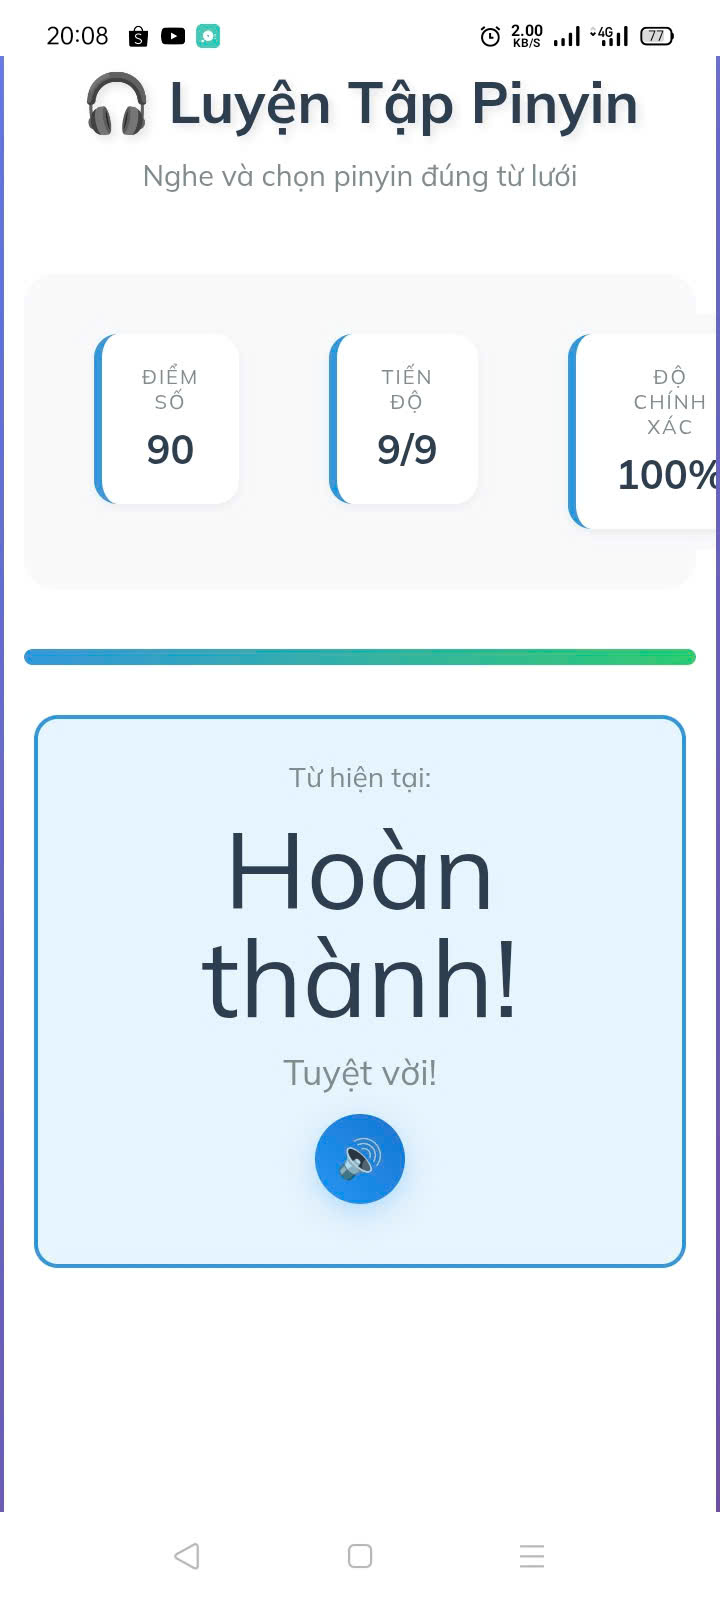 20:08
2.00
KB/S
4G
77
Luyện Tập Pinyin
Nghe và chọn pinyin đúng từ lưới
ĐIỂM
SỐ
90
TIẾN
ĐỘ
9/9
ĐỘ
CHÍNH
XÁC
100%
Từ hiện tại:
Hoàn
thành!
Tuyệt vời!